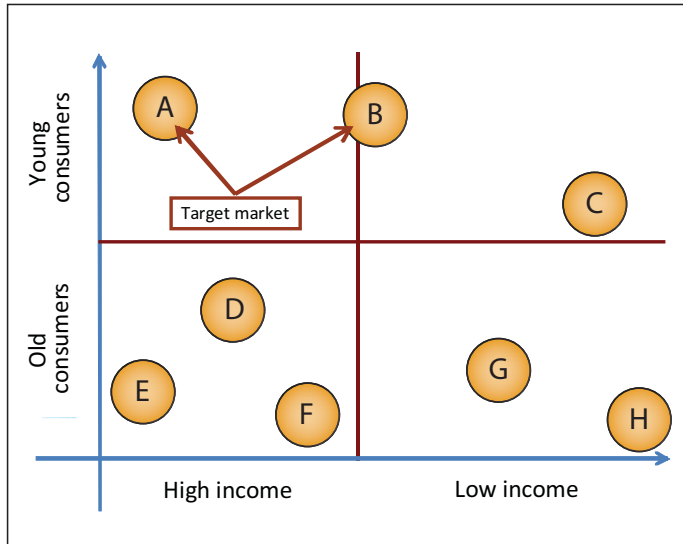 Young
consumers
A
B
Target market
C
Old
consumers
D
E
F
G
H
High income
Low income